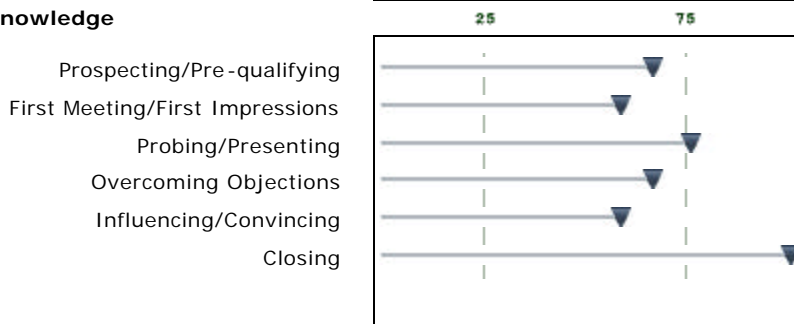 nowledge 25 75
Prospecting/Pre-qualifying
First Meeting/First Impressions
Probing/Presenting
Overcoming Objections
Influencing/Convincing
Closing